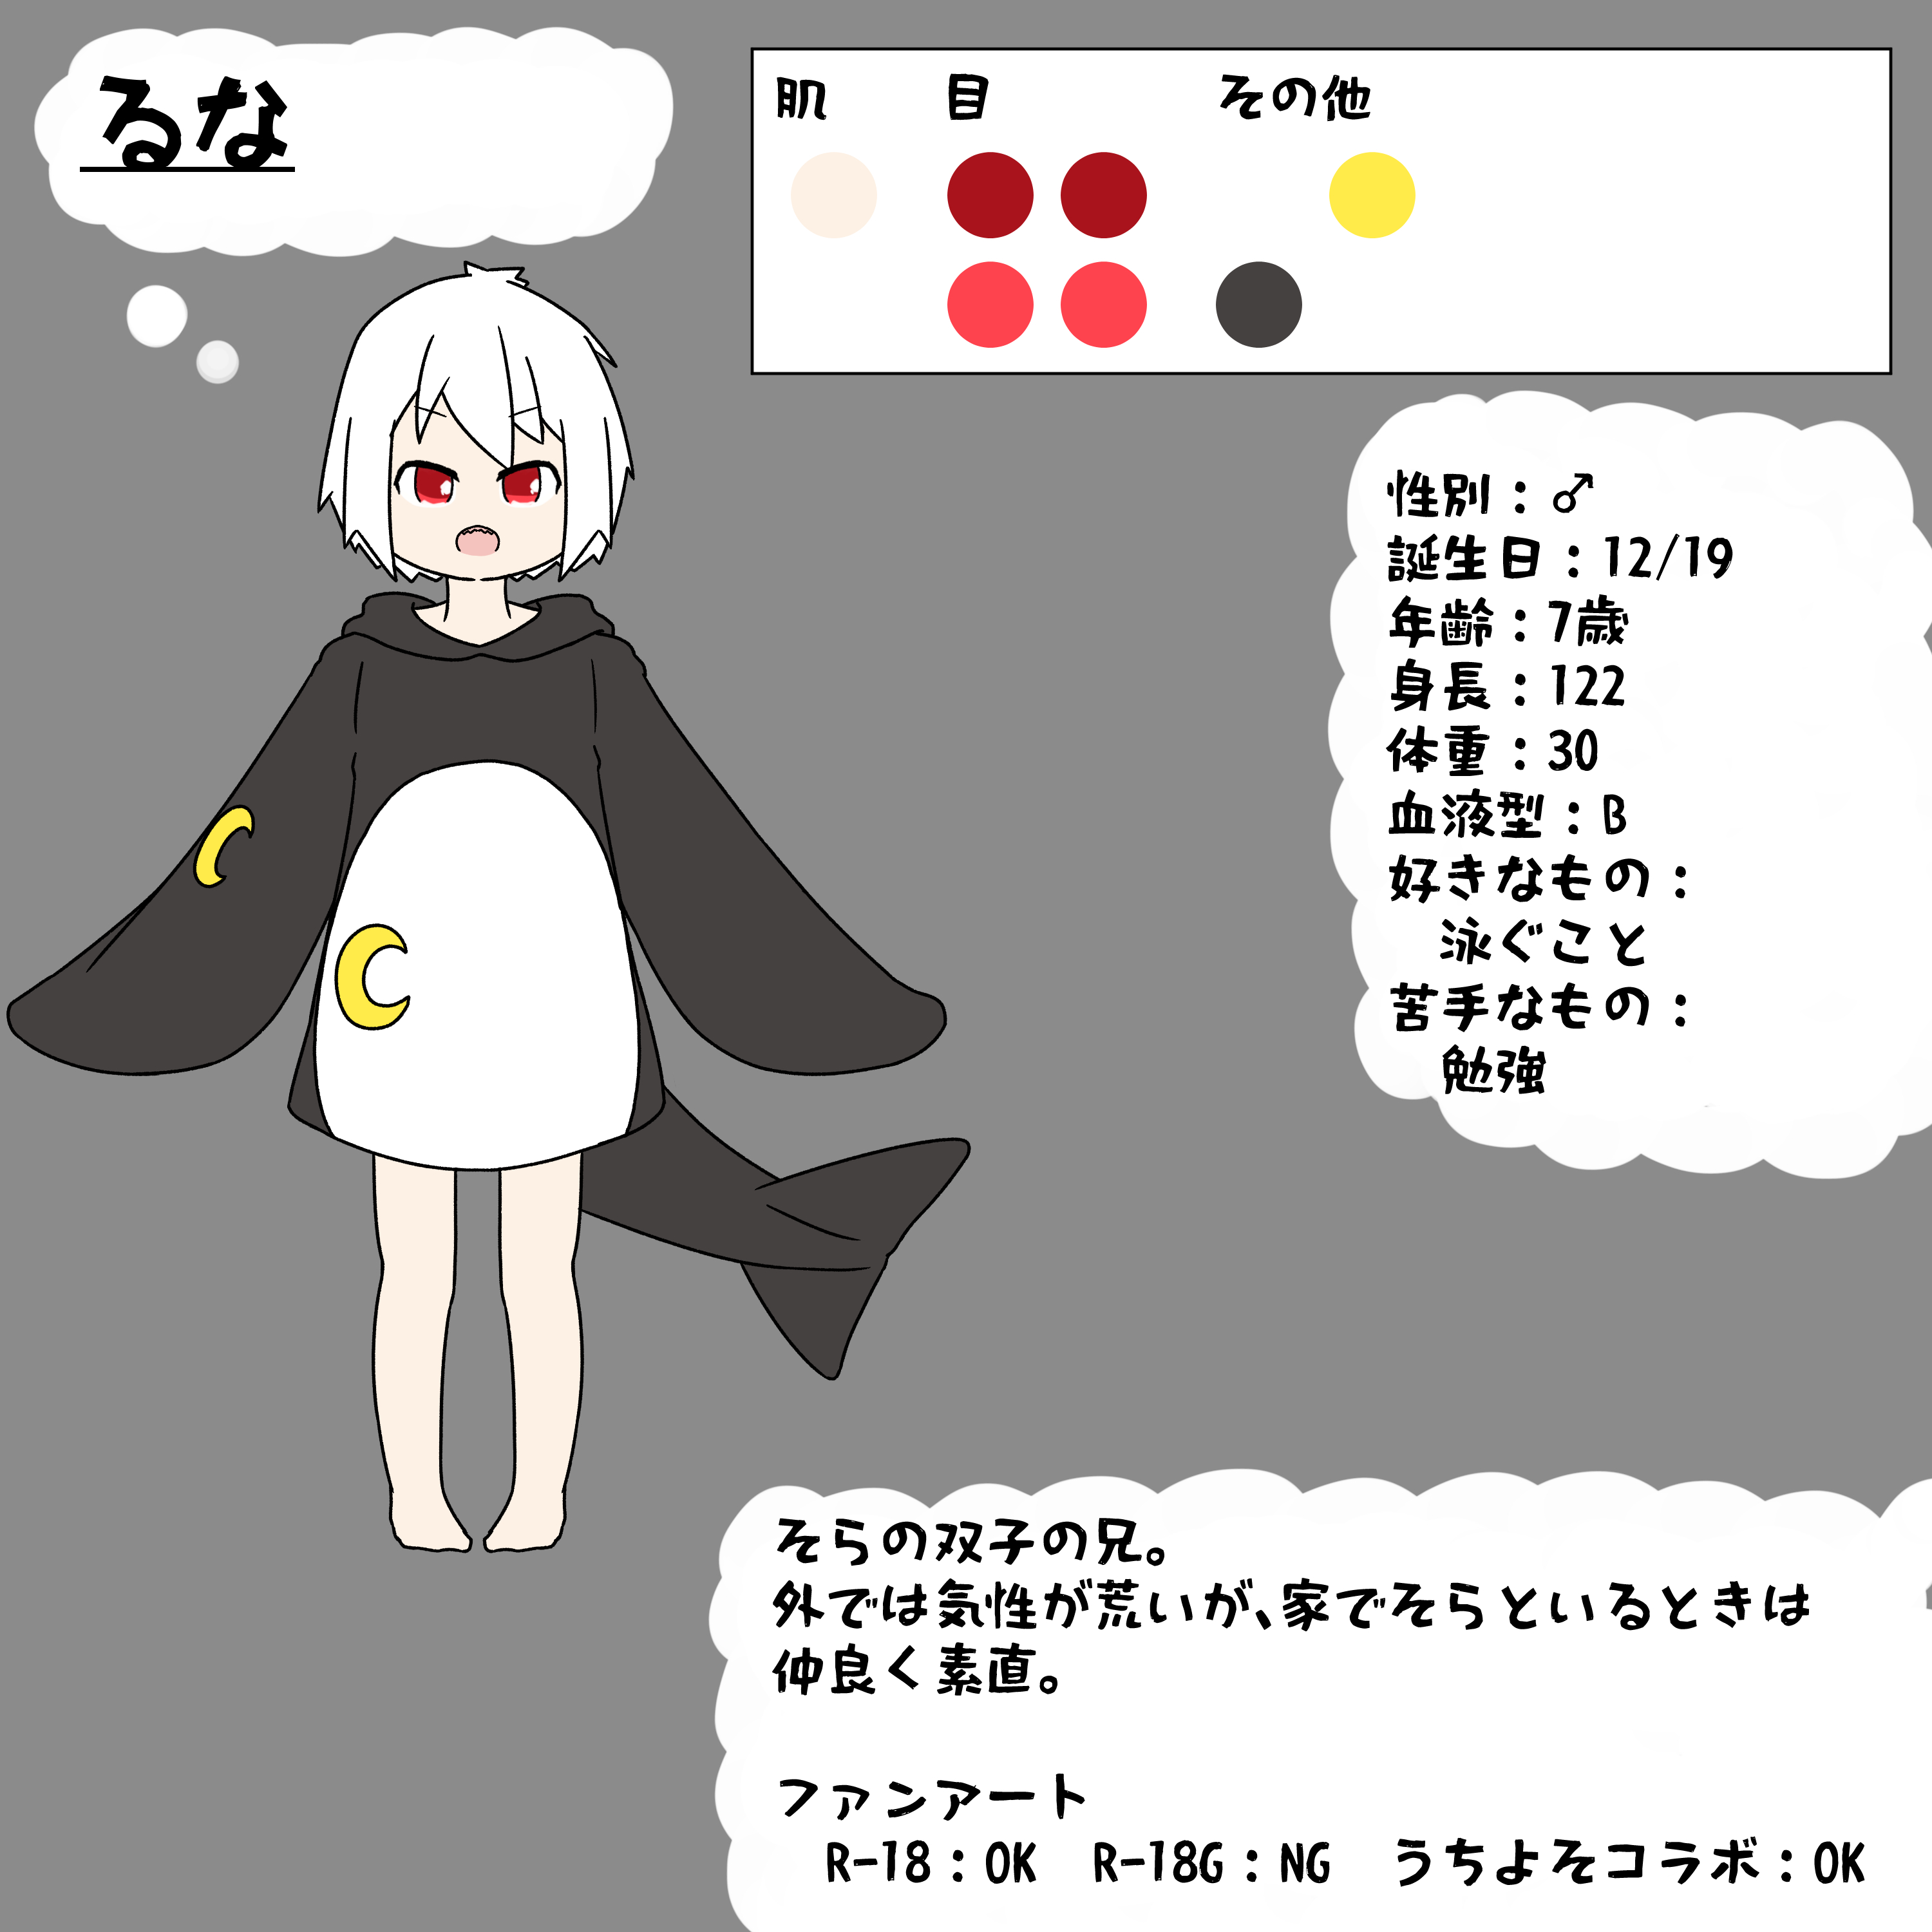 るな
肌 目 その他
性別：♂
誕生日：12/19
年齢：7歳
身長：122
体重：30
血液型：B
好きなもの：
泳ぐこと
苦手なもの：
勉強
そらの双子の兄。
外では気性が荒いが、家でそらといるときは
仲良く素直。
ファンアート
R-18：OK R-18G：NG うちよそコラボ：OK